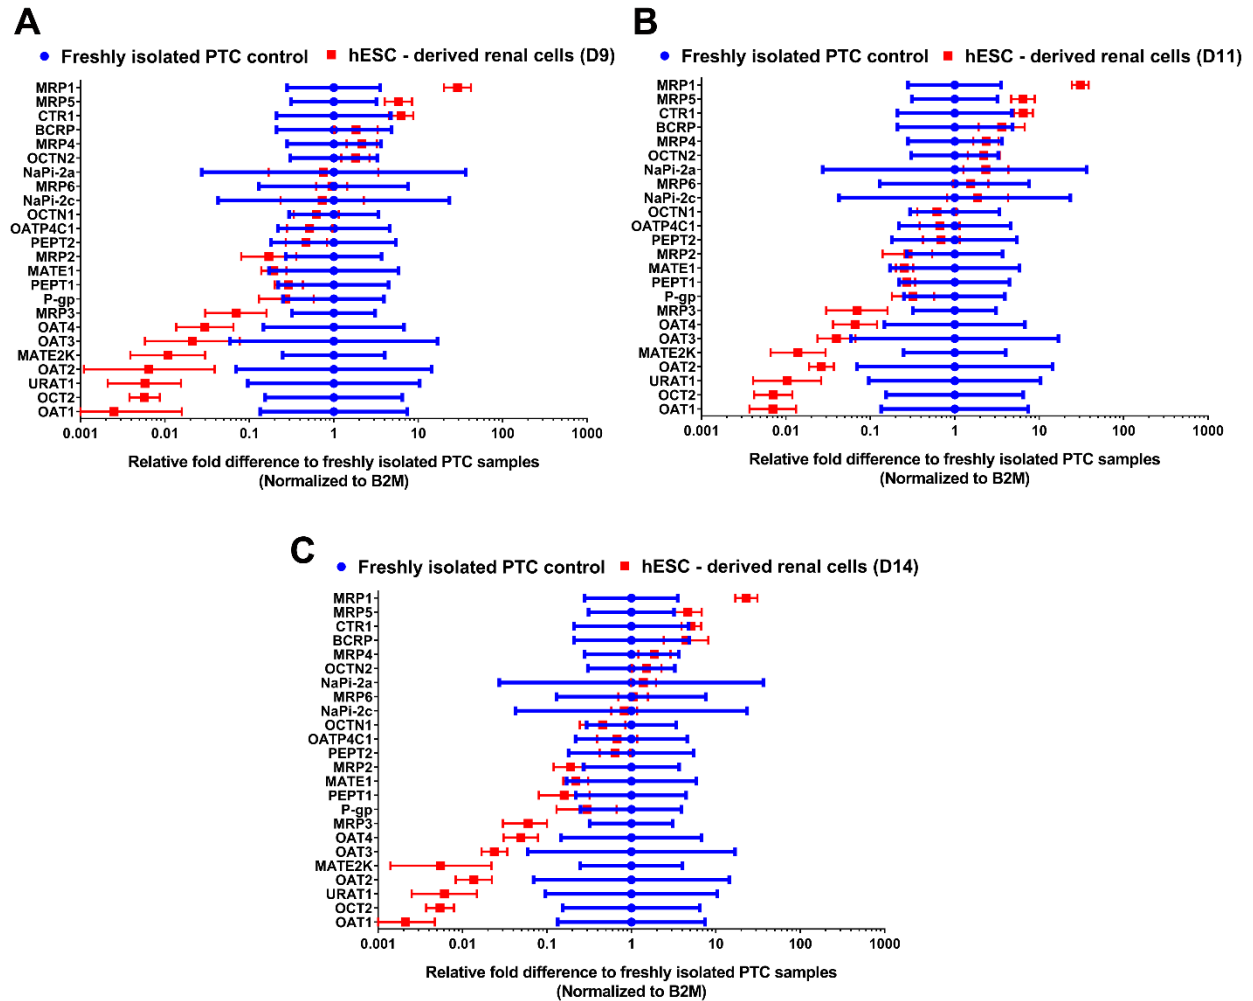 A
Freshly isolated PTC control hESC - derived renal cells (D9)
MRP1
MRP5
CTR1
BCRP
MRP4
OCTN2
NaPi-2a
MRP6
NaPi-2c
OCTN1
OATP4C1
PEPT2
MRP2
MATE1
PEPT1
P-gp
MRP3
OAT4
OAT3
MATE2K
OAT2
URAT1
OCT2
OAT1
0.001 0.01 0.1 1 10 100 1000
Relative fold difference to freshly isolated PTC samples
(Normalized to B2M)
B
Freshly isolated PTC control hESC - derived renal cells (D11)
MRP1
MRP5
CTR1
BCRP
MRP4
OCTN2
NaPi-2a
MRP6
NaPi-2c
OCTN1
OATP4C1
PEPT2
MRP2
MATE1
PEPT1
P-gp
MRP3
OAT4
OAT3
MATE2K
OAT2
URAT1
OCT2
OAT1
0.001 0.01 0.1 1 10 100 1000
Relative fold difference to freshly isolated PTC samples
(Normalized to B2M)
C
Freshly isolated PTC control hESC - derived renal cells (D14)
MRP1
MRP5
CTR1
BCRP
MRP4
OCTN2
NaPi-2a
MRP6
NaPi-2c
OCTN1
OATP4C1
PEPT2
MRP2
MATE1
PEPT1
P-gp
MRP3
OAT4
OAT3
MATE2K
OAT2
URAT1
OCT2
OAT1
0.001 0.01 0.1 1 10 100 1000
Relative fold difference to freshly isolated PTC samples
(Normalized to B2M)